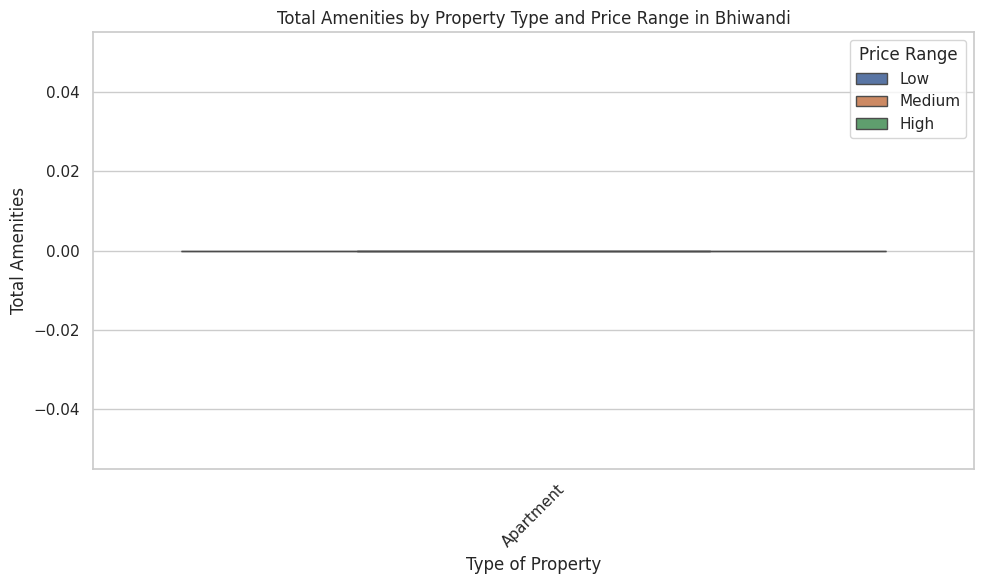 Total Amenities by Property Type and Price Range in Bhiwandi
Price Range
Low
Medium
High
0.04
0.02
0.00
−0.02
−0.04
Total Amenities
Apartment
Type of Property